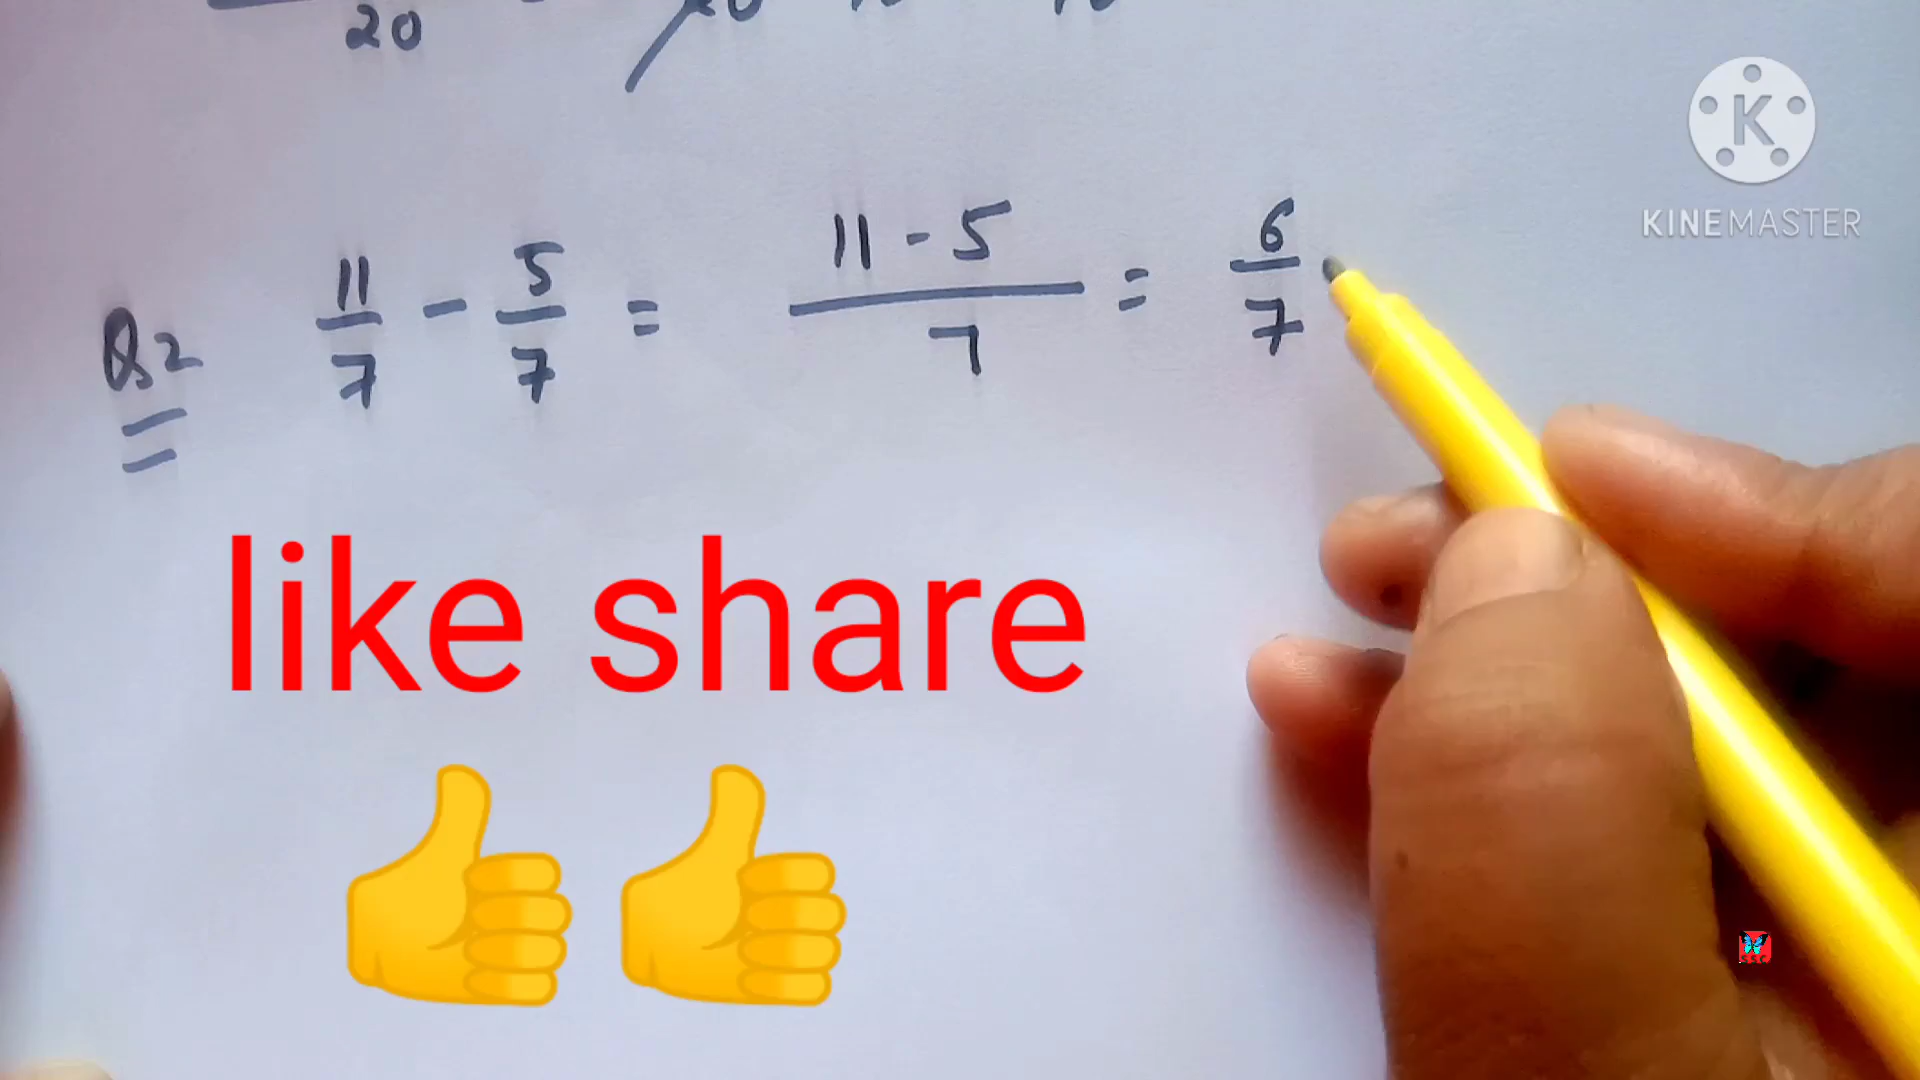 20
KINEMASTER
Q2 11/7 - 5/7 = 11 - 5/7 = 6/7
like share